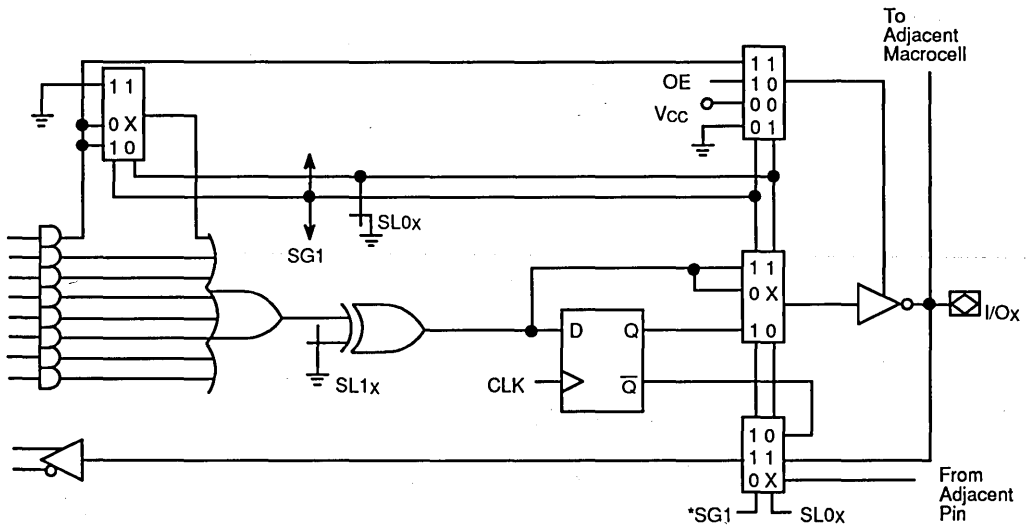 To
Adjacent
Macrocell
1 1
OE
1 0
VCC
0 0
0 1
1 1
0 X
1 0
SG1
SL0x
1 1
0 X
1 0
D Q
CLK
Q
SL1x
I/Ox
1 0
1 1
0 X
From
Adjacent
Pin
*SG1
SL0x